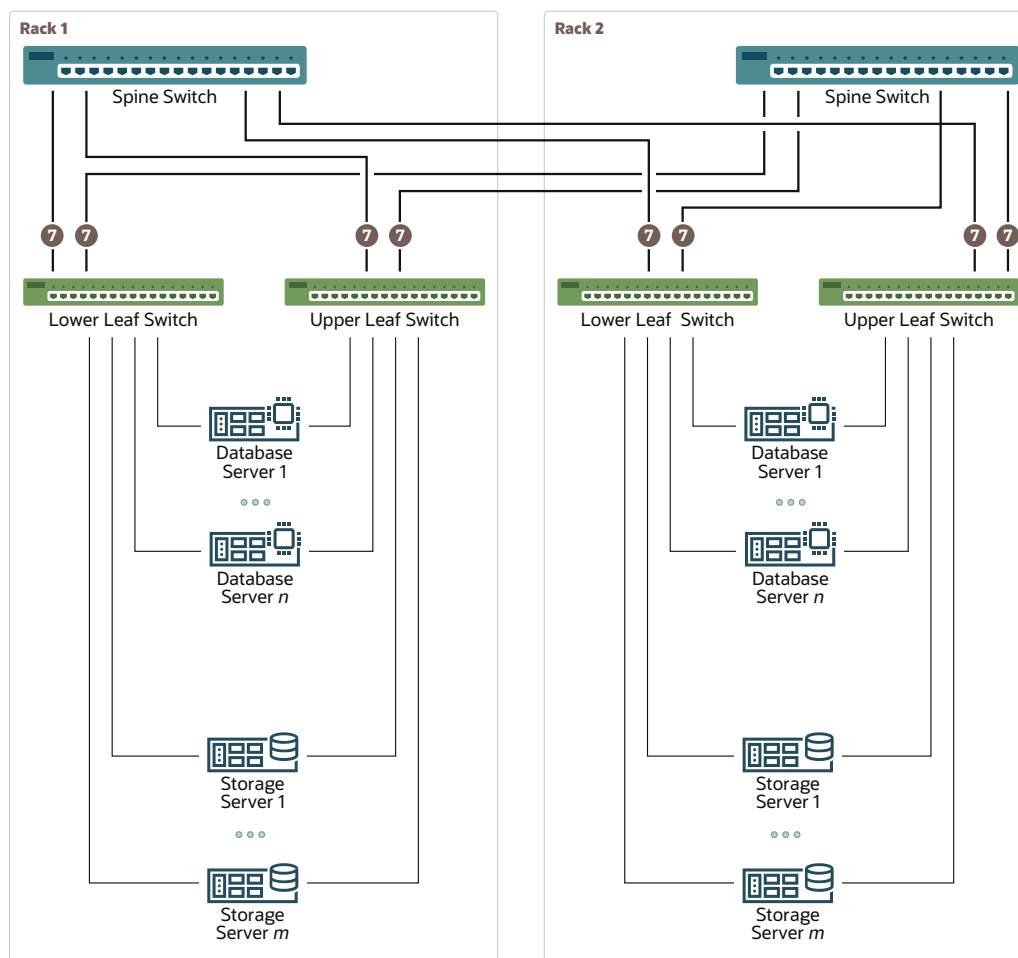 Rack 1
Rack 2
Spine Switch
Spine Switch
7
7
7
7
7
7
7
7
Lower Leaf Switch
Upper Leaf Switch
Lower Leaf Switch
Upper Leaf Switch
Database
Server 1
Database
Server 1
Database
Server n
Database
Server n
Storage
Server 1
Storage
Server 1
Storage
Server m
Storage
Server m